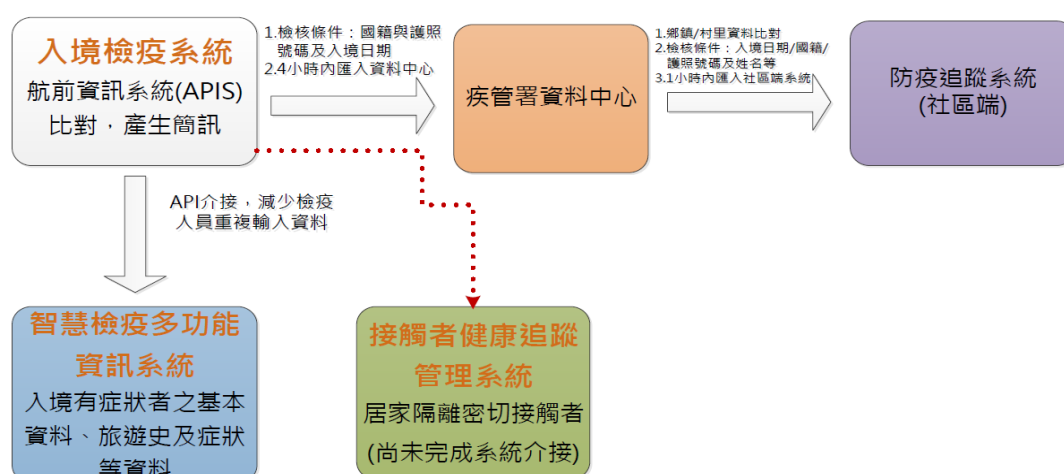 入境檢疫系統
航前資訊系統(APIS)
比對，產生簡訊
1.檢核條件：國籍與護照
號碼及入境日期
2.4小時內匯入資料中心
疾管署資料中心
1.鄉鎮/村里資料比對
2.檢核條件：入境日期/國籍/
護照號碼及姓名等
3.1小時內匯入社區端系統
防疫追蹤系統
(社區端)
API介接，減少檢疫
人員重複輸入資料
智慧檢疫多功能
資訊系統
入境有症狀者之基本
資料、旅遊史及症狀
等資料
接觸者健康追蹤
管理系統
居家隔離密切接觸者
(尚未完成系統介接)